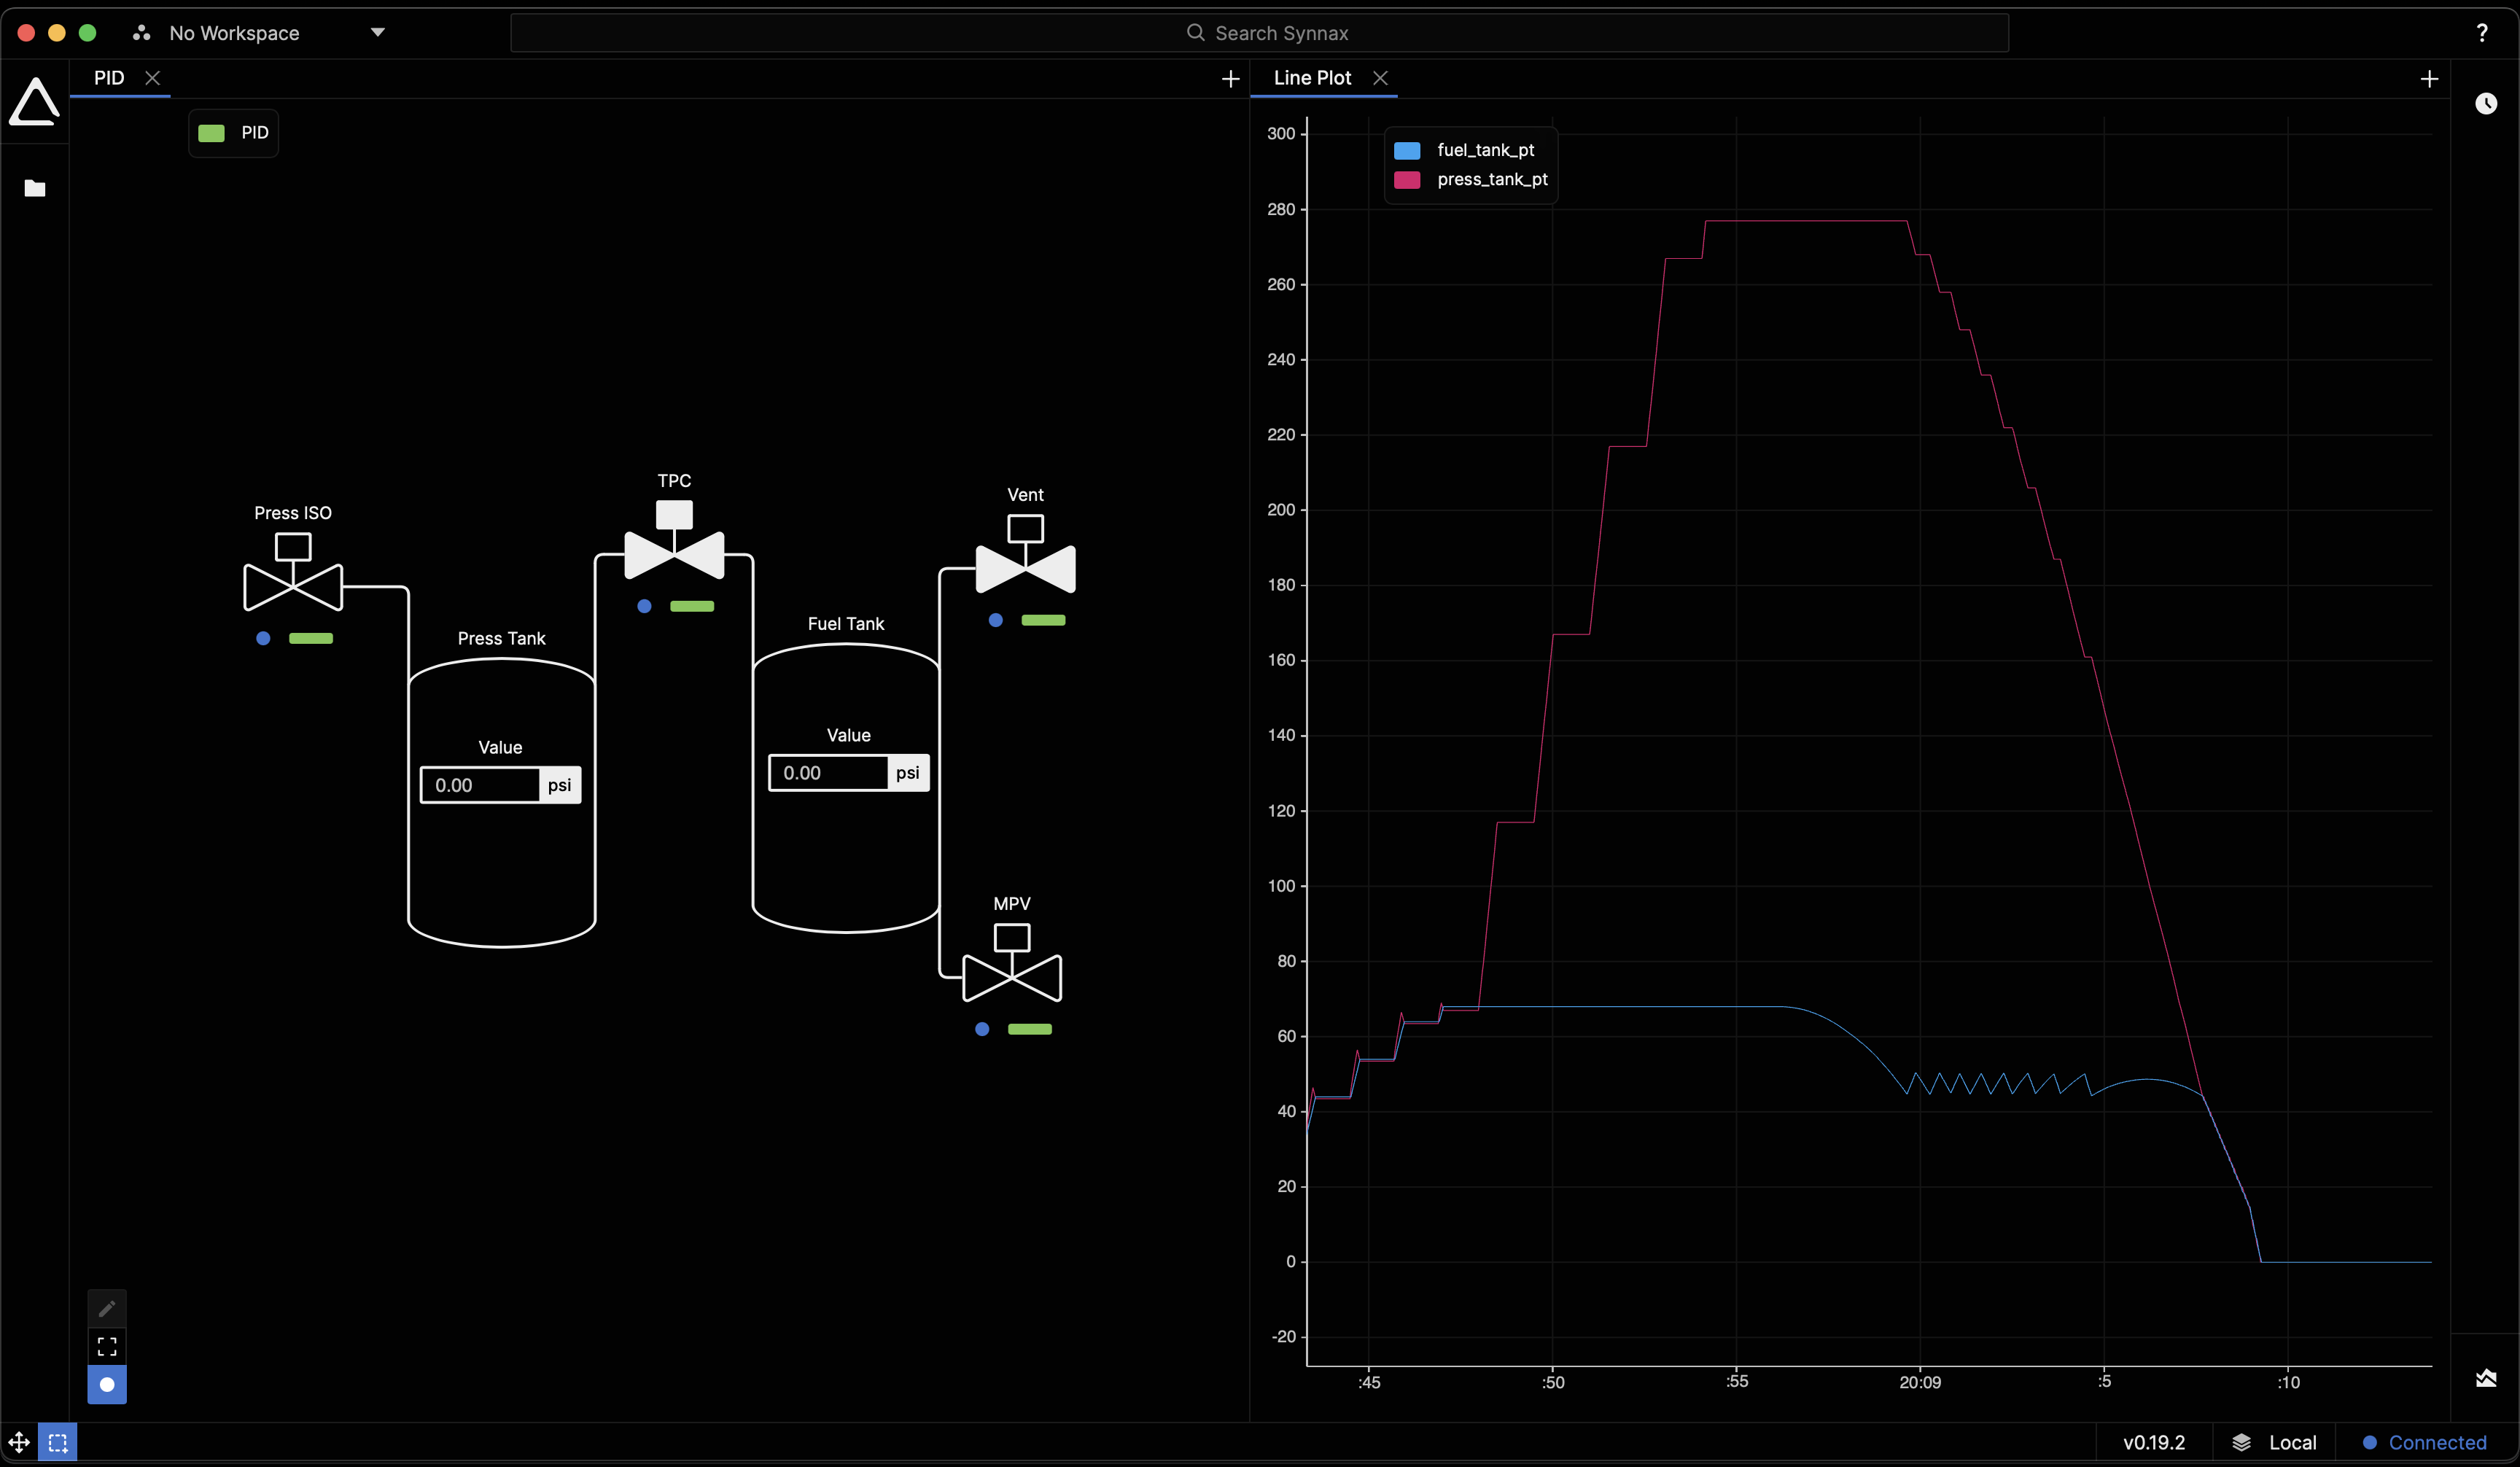 No Workspace
Search Synnax
?
PID
Line Plot
PID
fuel_tank_pt
press_tank_pt
TPC
Vent
Press ISO
Fuel Tank
Press Tank
Value
0.00 psi
Value
0.00 psi
MPV
300
280
260
240
220
200
180
160
140
120
100
80
60
40
20
0
-20
:45 :50 :55 20:09 :5 :10
v0.19.2 Local Connected